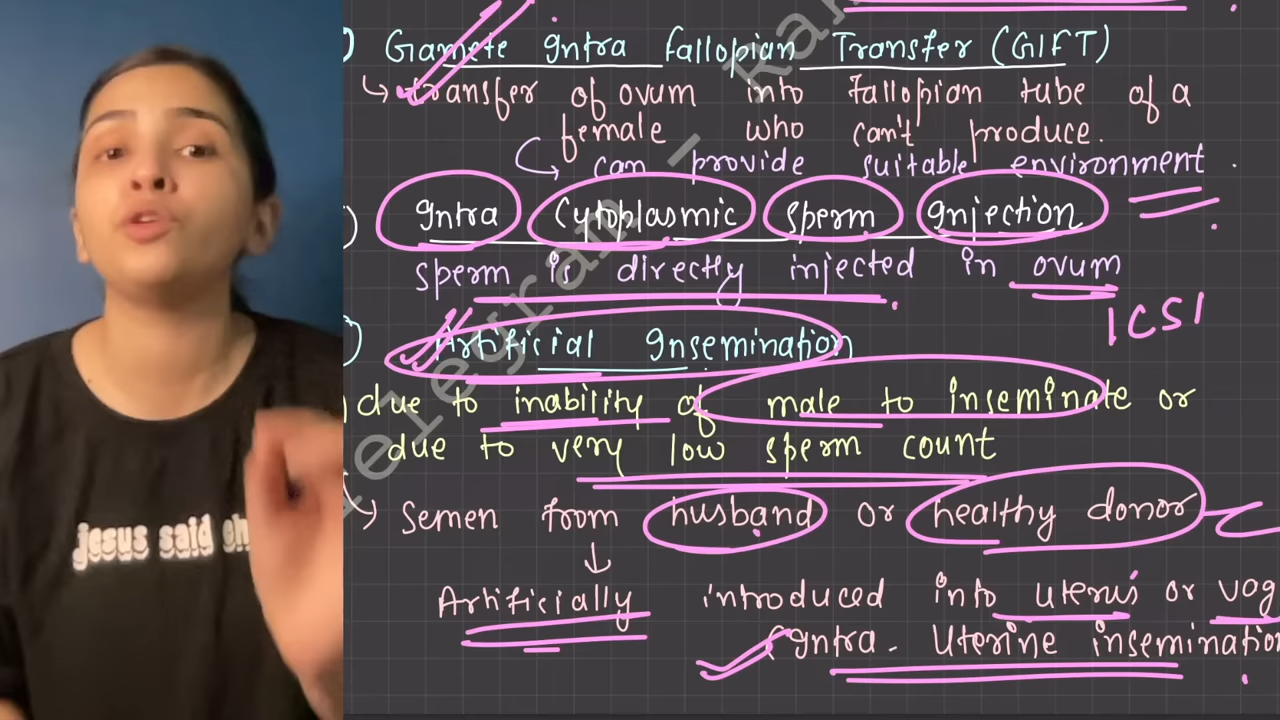 Gamete Intra fallopian Transfer (GIFT)
↳ transfer of ovum into fallopian tube of a
female who can't produce.
↳ can provide suitable environment.
Intra Cytoplasmic sperm Injection
sperm is directly injected in ovum
ICSI
Artificial Insemination
due to inability of male to inseminate or
due to very low sperm count
↳ Semen from husband or healthy donor
↓
Artificially introduced into uterus or vag
(Intra-Uterine insemination
jesus said
Telegram -